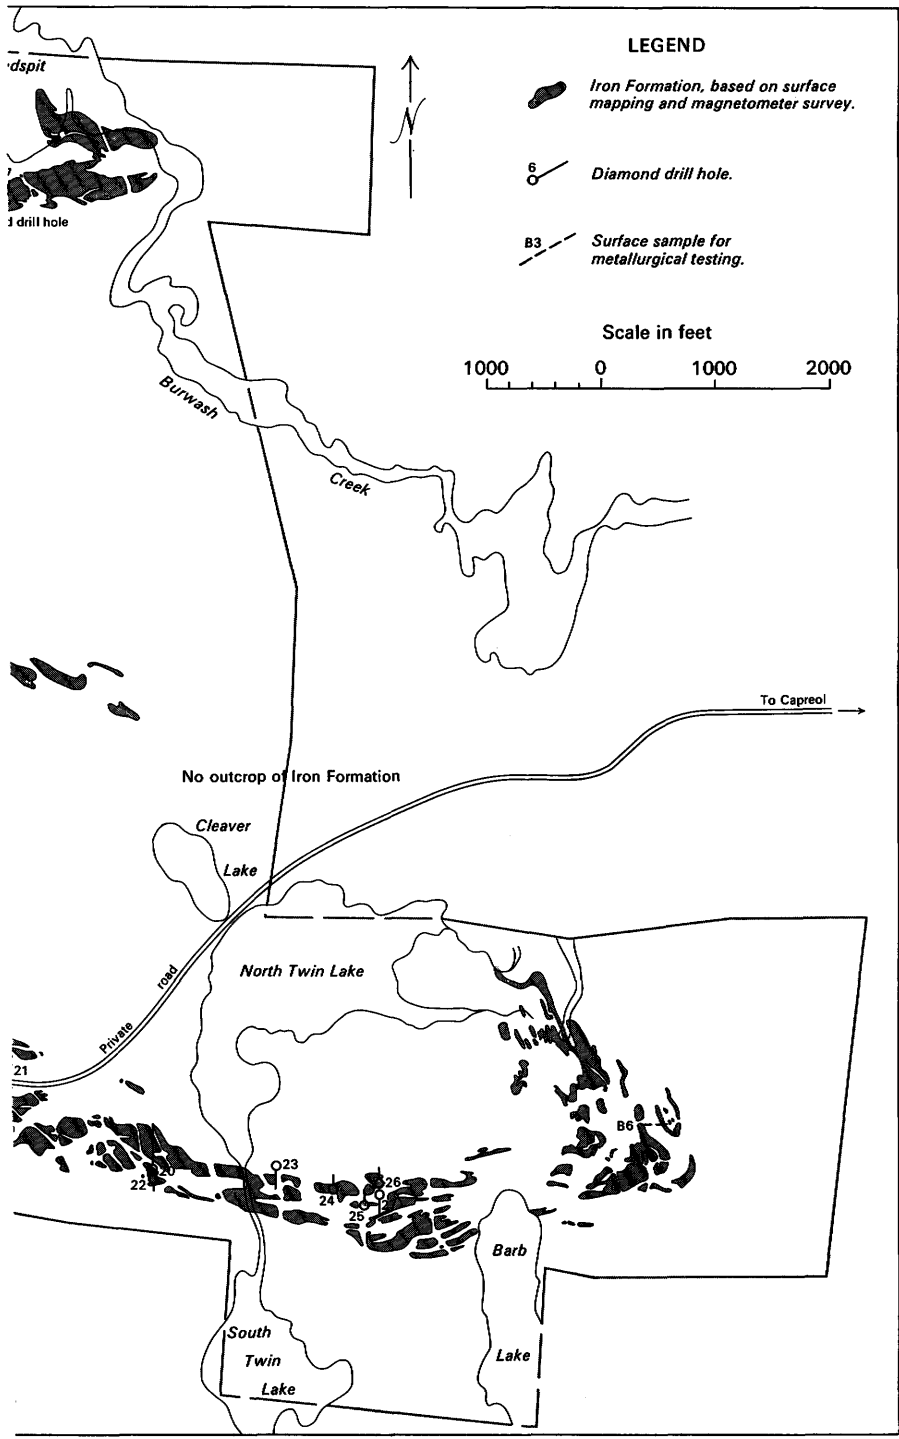 LEGEND
dspit
Iron Formation, based on surface
mapping and magnetometer survey.
N
6
Diamond drill hole.
d drill hole
B3
Surface sample for
metallurgical testing.
Scale in feet
1000 0 1000 2000
Burwash
Creek
To Capreol
No outcrop of Iron Formation
Cleaver
Lake
North Twin Lake
Private road
21
B6
20
22
23
24
26
25
Barb
Lake
South
Twin
Lake